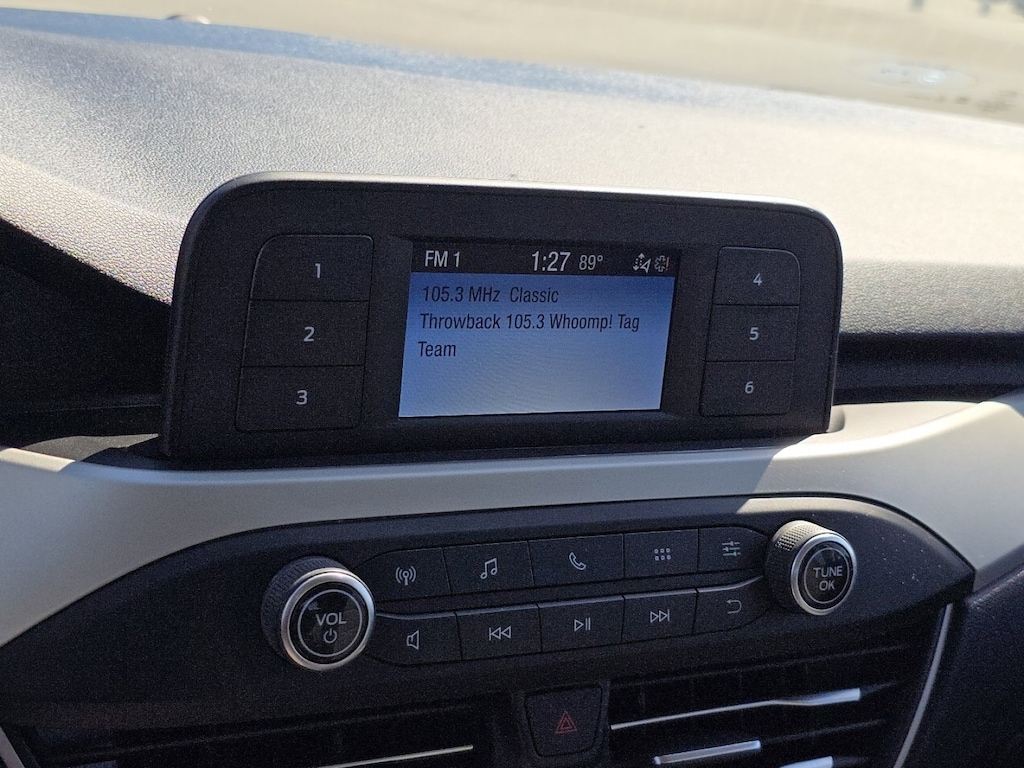 FM 1 1:27 89°
105.3 MHz Classic
Throwback 105.3 Whoomp! Tag
Team
1
2
3
4
5
6
VOL
TUNE
OK